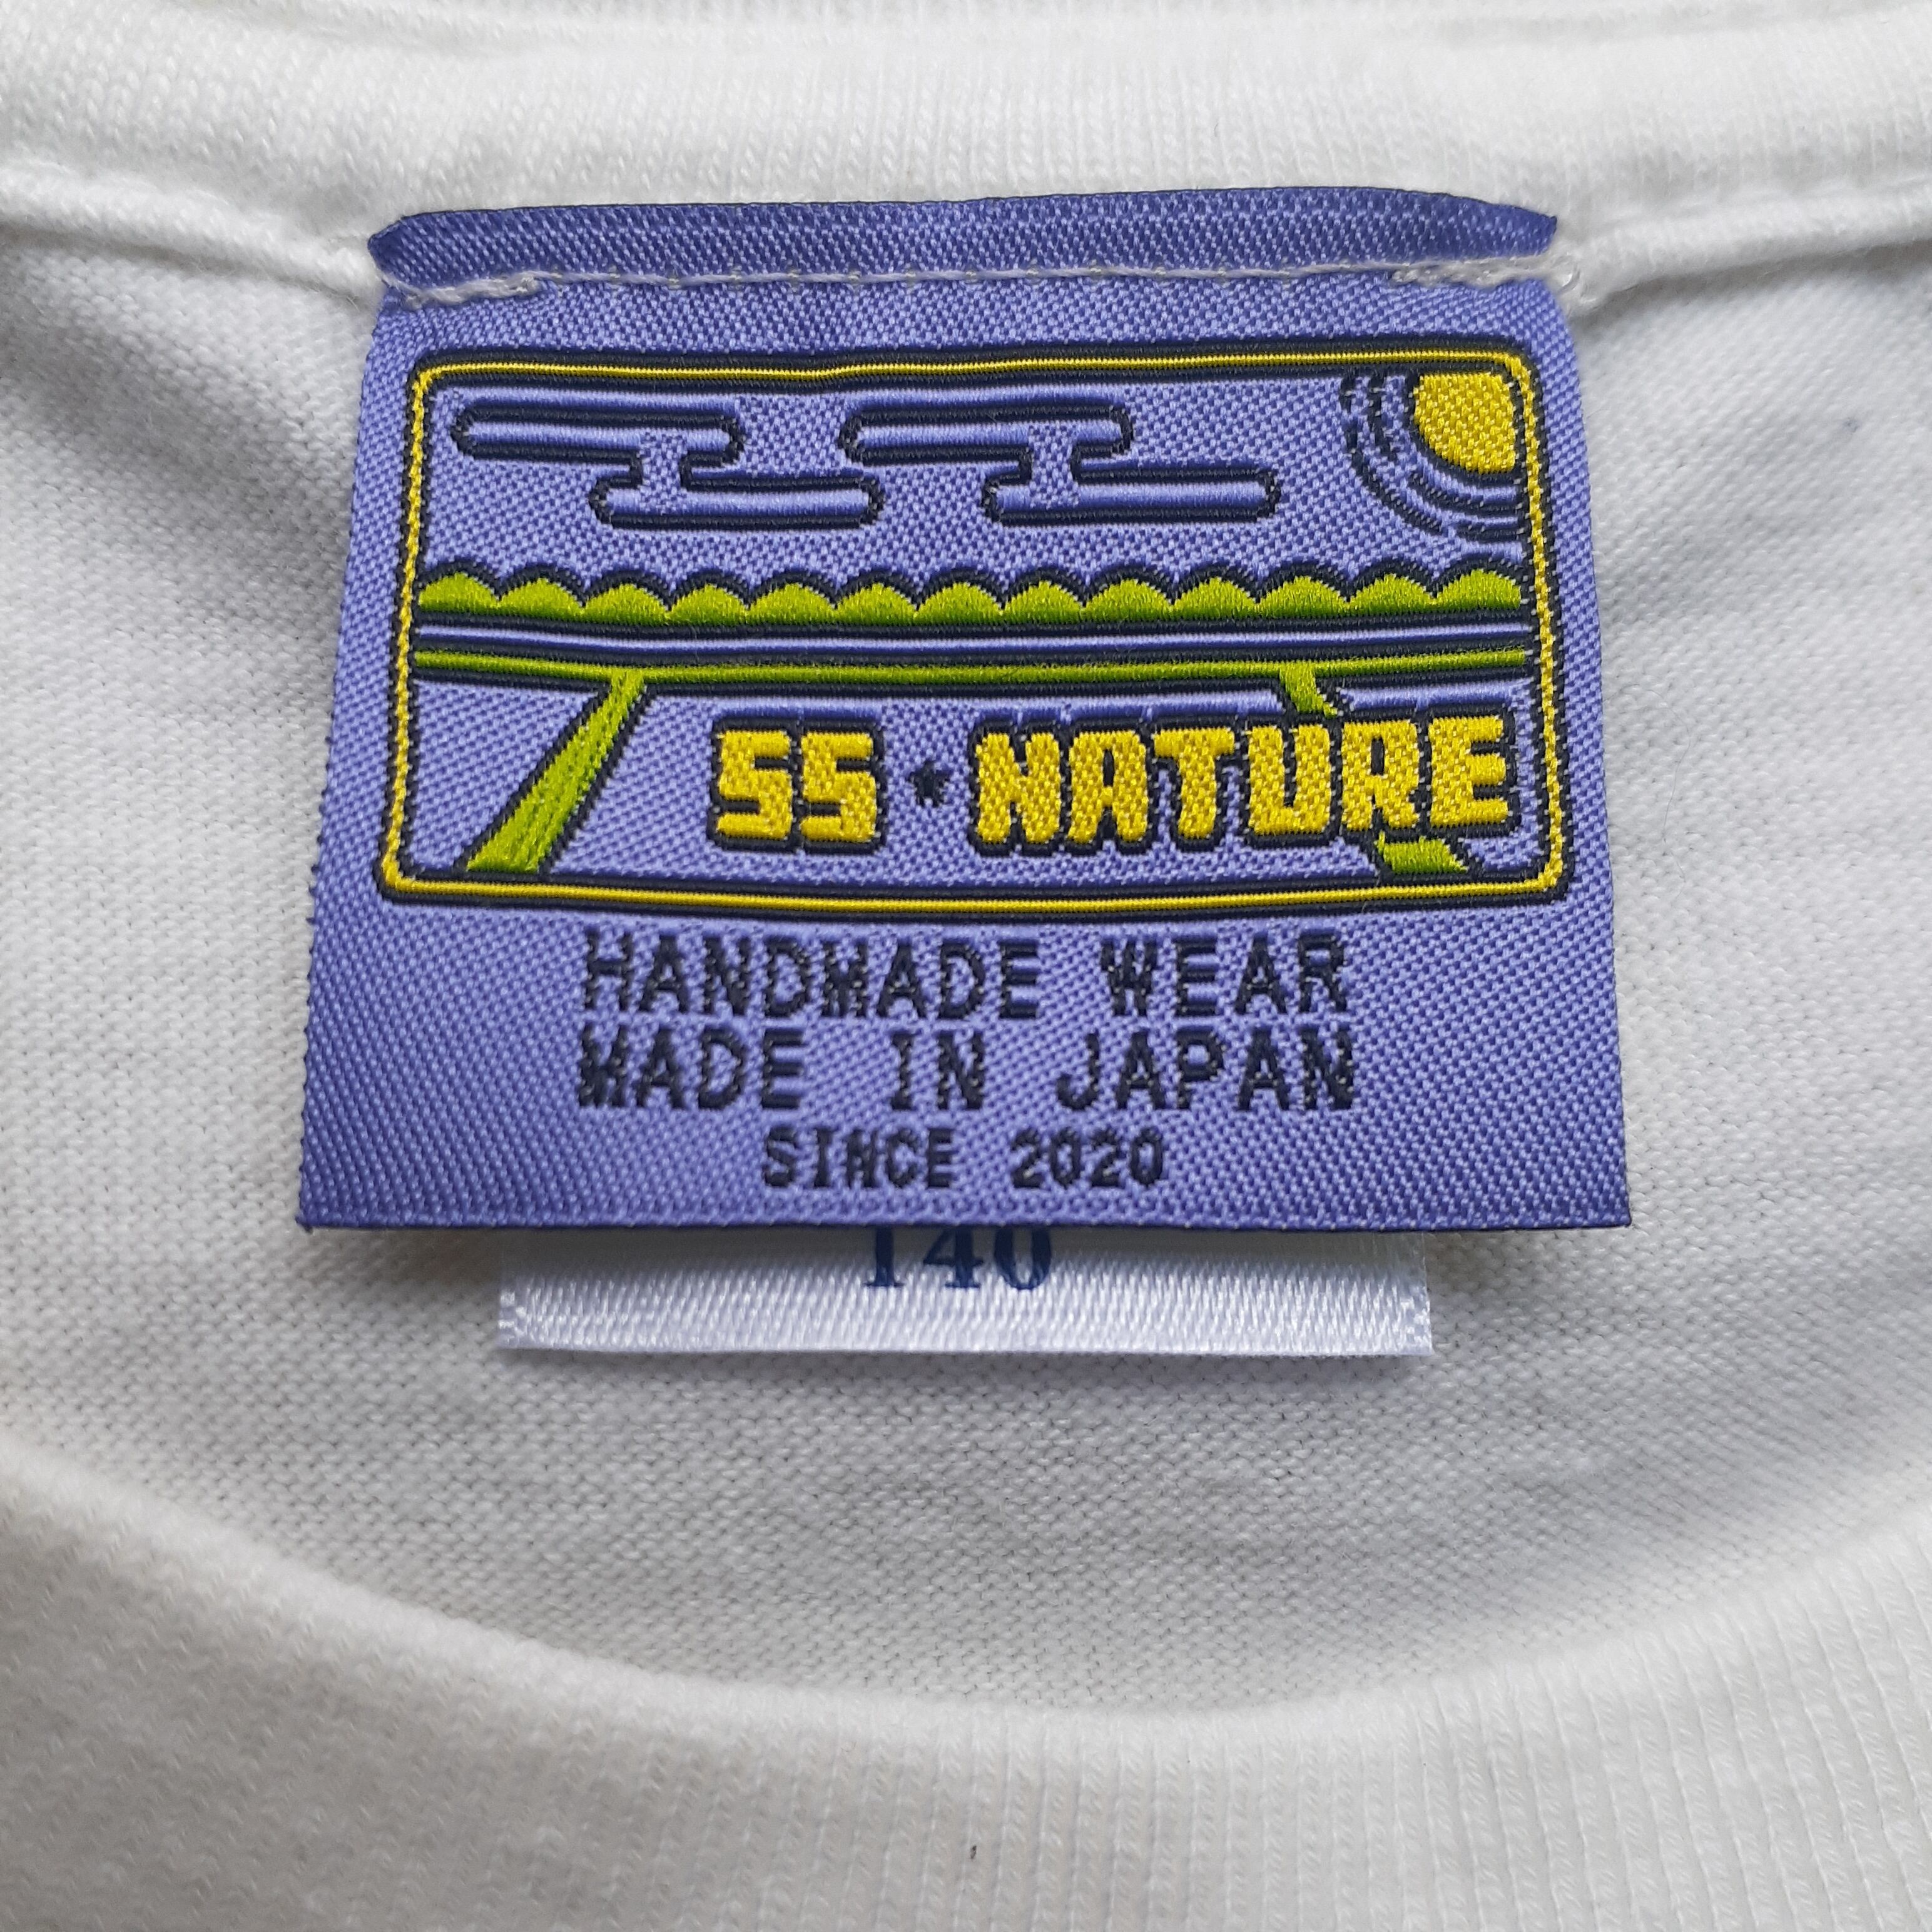 55★NATURE
HANDMADE WEAR
MADE IN JAPAN
SINCE 2020
140